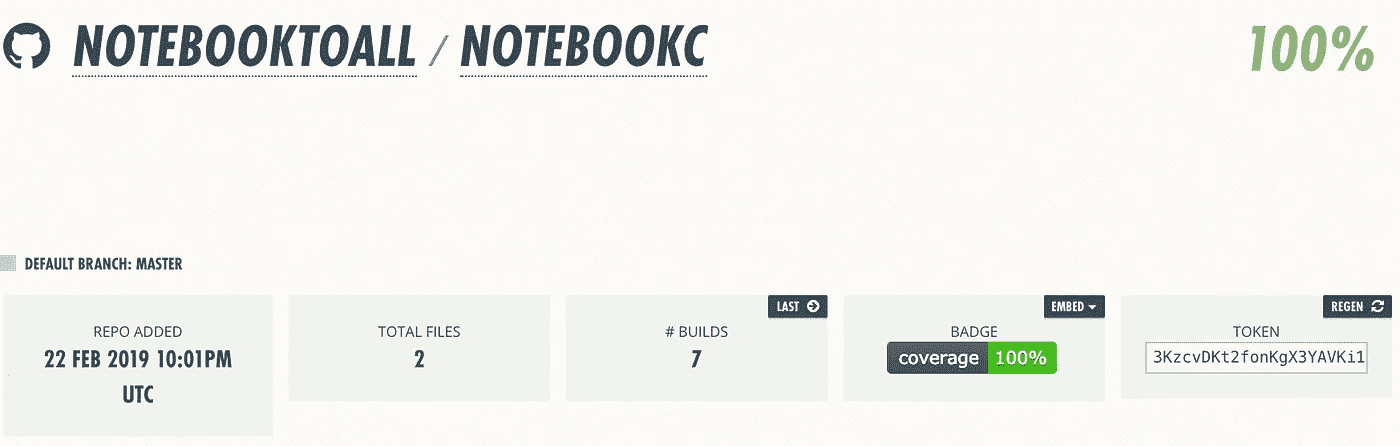 NOTEBOOKTOALL / NOTEBOOKC
100%
DEFAULT BRANCH: MASTER
REPO ADDED
22 FEB 2019 10:01PM
UTC
TOTAL FILES
2
LAST
# BUILDS
7
EMBED
BADGE
coverage 100%
REGEN
TOKEN
3KzcvDKt2fonKgX3YAVKi1